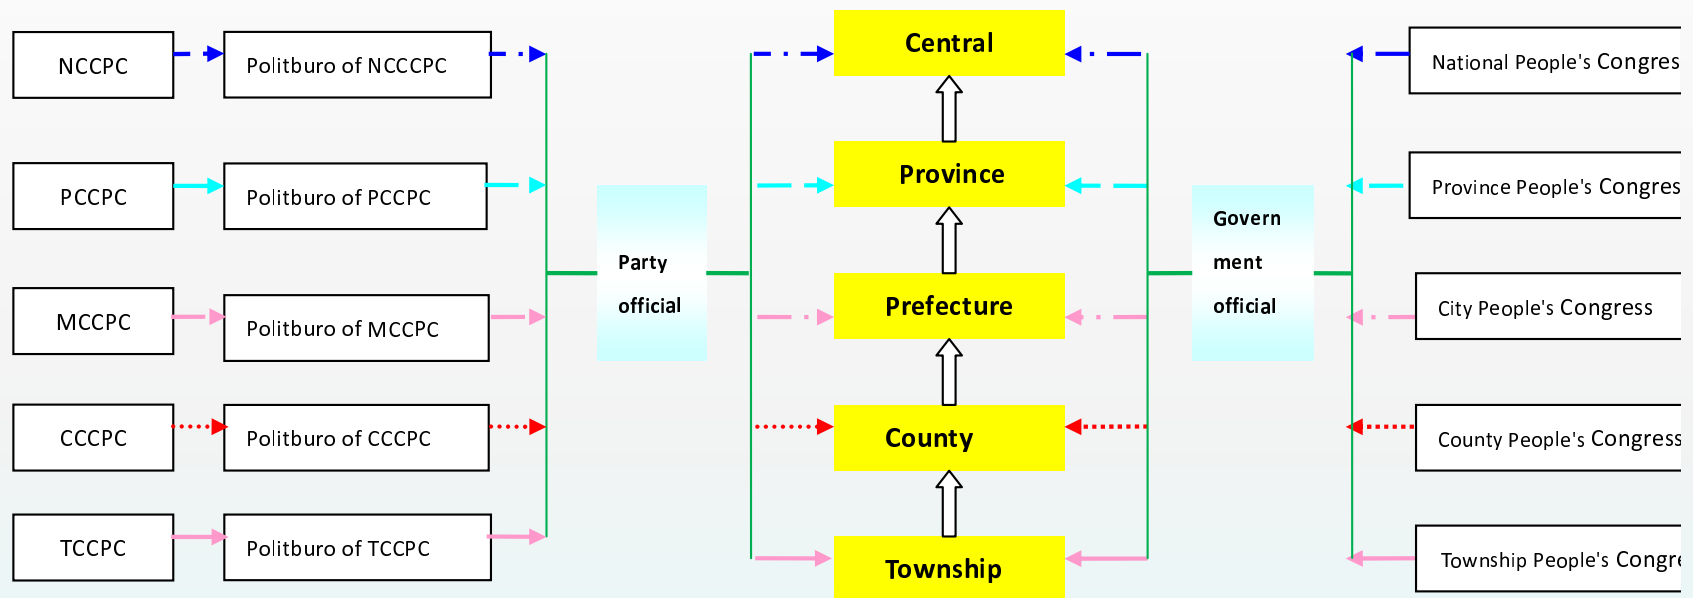 NCCPC
Politburo of NCCCPC
Central
National People's Congres
PCCPC
Politburo of PCCPC
Province
Province People's Congres
Party
official
Govern
ment
official
MCCPC
Politburo of MCCPC
Prefecture
City People's Congress
CCCPC
Politburo of CCCPC
County
County People's Congress
TCCPC
Politburo of TCCPC
Township
Township People's Congre